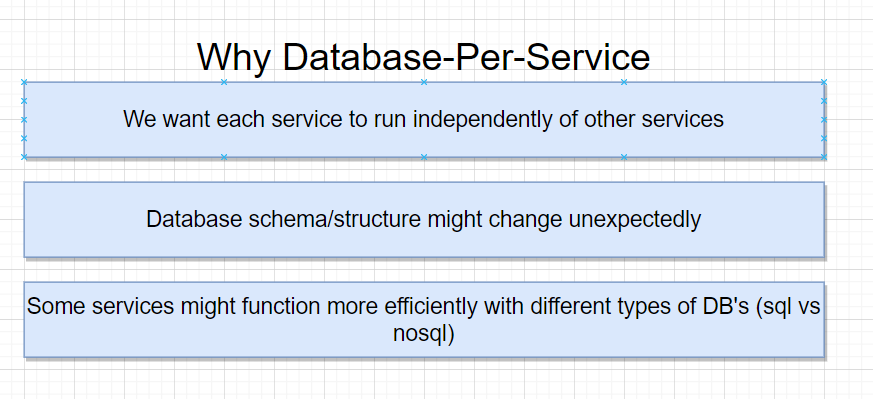 Why Database-Per-Service
We want each service to run independently of other services
Database schema/structure might change unexpectedly
Some services might function more efficiently with different types of DB's (sql vs
nosql)